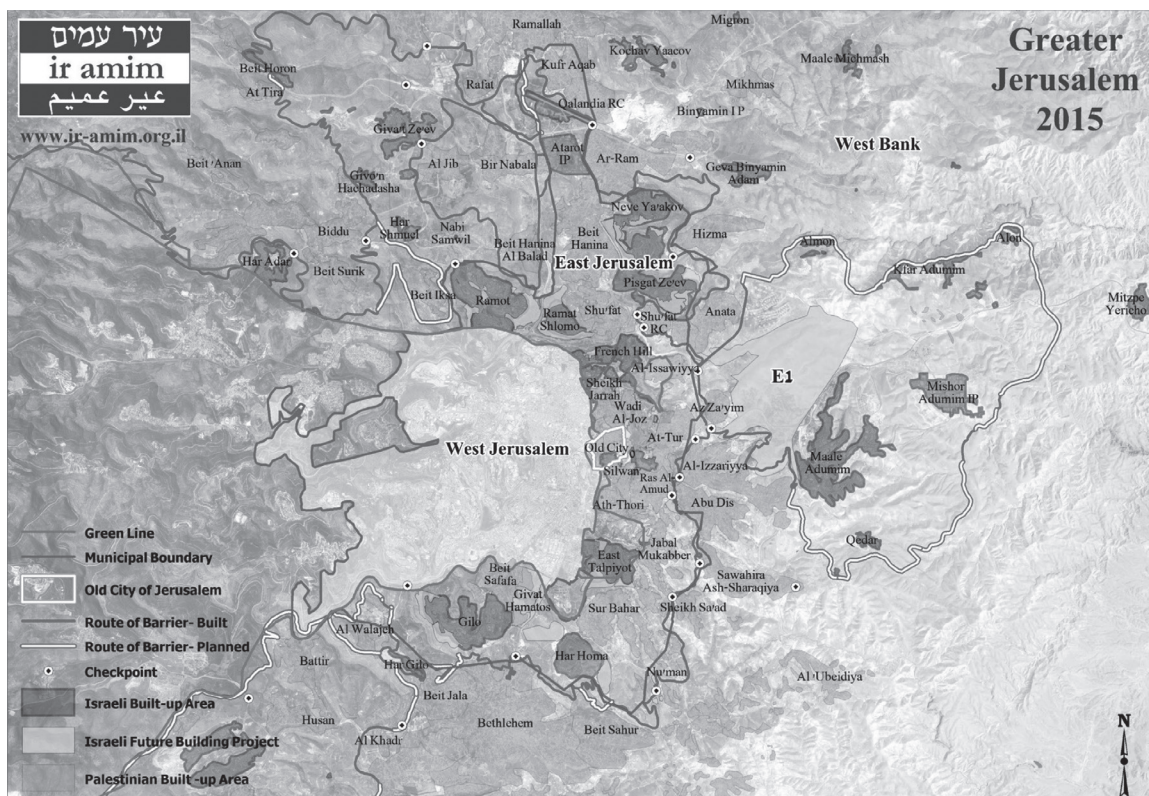 עיר עמים
ir amim
عير عميم
www.ir-amim.org.il
Greater
Jerusalem
2015
Ramallah
Migron
Kochav Yaacov
Maale Michmash
Beit Horon
At Tira
Rafat
Kufr Aqab
Mikhmas
Qalandia RC
Binyamin I P
Giva't Ze'ev
Atarot
IP
West Bank
Beit 'Anan
Al Jib
Bir Nabala
Ar-Ram
Geva Binyamin
Adam
Givo'n
Hachadasha
Neve Ya'akov
Biddu
Har
Shmuel
Nabi
Samwil
Beit Hanina
Al Balad
Beit
Hanina
Hizma
Almon
Alon
Har Adar
Beit Surik
East Jerusalem
Kfar Adumim
Beit Iksa
Ramot
Pisgat Ze'ev
Mitzpe
Yericho
Ramat
Shlomo
Shu'fat
Shu'fat
RC
Anata
French Hill
Al-Issawiyya
E1
Sheikh
Jarrah
Mishor
Adumim IP
Wadi
Al-Joz
Az Za'yim
West Jerusalem
Old City
At-Tur
Maale
Adumim
Silwan
Al-Izzariyya
Ras Al-
Amud
Ath-Thori
Abu Dis
Qedar
East
Talpiyot
Jabal
Mukabber
Beit
Safafa
Sawahira
Ash-Sharaqiya
Givat
Hamatos
Sur Bahar
Sheikh Sa'ad
Gilo
Al Walajeh
Battir
Har Gilo
Har Homa
Nu'man
Al 'Ubeidiya
Beit Jala
Husan
Bethlehem
Beit Sahur
Al Khadr
Green Line
Municipal Boundary
Old City of Jerusalem
Route of Barrier- Built
Route of Barrier- Planned
Checkpoint
Israeli Built-up Area
Israeli Future Building Project
Palestinian Built -up Area
N